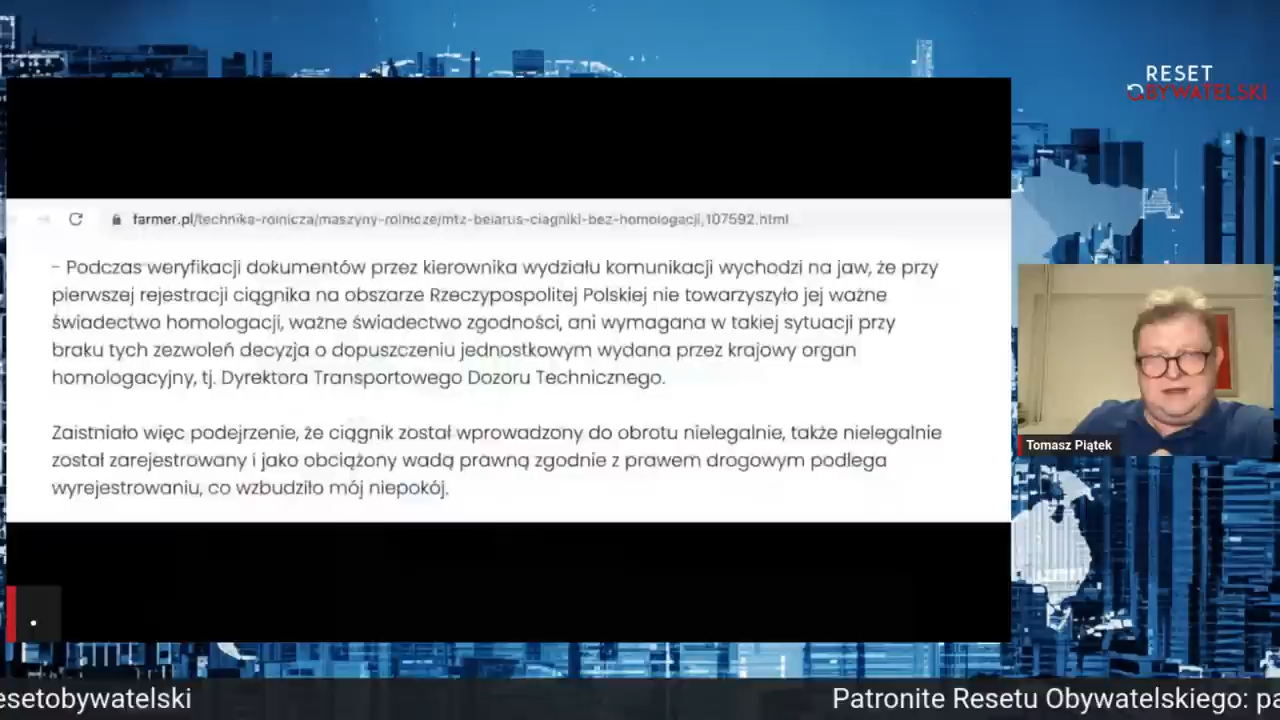 RESET
OBYWATELSKI
farmer.pl/technika-rolnicza/maszyny-rolnicze/mtz-belarus-ciagniki-bez-homologacji,107592.html
- Podczas weryfikacji dokumentów przez kierownika wydziału komunikacji wychodzi na jaw, że przy
pierwszej rejestracji ciągnika na obszarze Rzeczypospolitej Polskiej nie towarzyszyło jej ważne
świadectwo homologacji, ważne świadectwo zgodności, ani wymagana w takiej sytuacji przy
braku tych zezwoleń decyzja o dopuszczeniu jednostkowym wydana przez krajowy organ
homologacyjny, tj. Dyrektora Transportowego Dozoru Technicznego.
Zaistniało więc podejrzenie, że ciągnik został wprowadzony do obrotu nielegalnie, także nielegalnie
został zarejestrowany i jako obciążony wadą prawną zgodnie z prawem drogowym podlega
wyrejestrowaniu, co wzbudziło mój niepokój.
Tomasz Piątek
.
esetobywatelski Patronite Resetu Obywatelskiego: pa